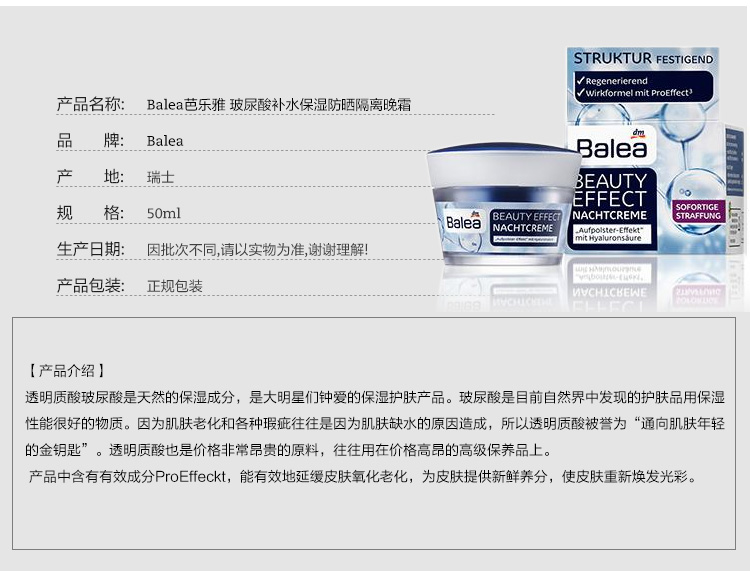 产品名称: Balea芭乐雅 玻尿酸补水保湿防晒隔离晚霜
品 牌: Balea
产 地: 瑞士
规 格: 50ml
生产日期: 因批次不同,请以实物为准,谢谢理解!
产品包装: 正规包装
STRUKTUR FESTIGEND
✓Regenerierend
✓Wirkformel mit ProEffect³
dm
Balea
BEAUTY
EFFECT
NACHTCREME
„Aufpolster-Effekt“
mit Hyaluronsäure
SOFORTIGE
STRAFFUNG
Balea
BEAUTY EFFECT
NACHTCREME
„Aufpolster-Effekt“ mit Hyaluronsäure
【 产品介绍 】
透明质酸玻尿酸是天然的保湿成分，是大明星们钟爱的保湿护肤产品。玻尿酸是目前自然界中发现的护肤品用保湿
性能很好的物质。因为肌肤老化和各种瑕疵往往是因为肌肤缺水的原因造成，所以透明质酸被誉为“通向肌肤年轻
的金钥匙”。透明质酸也是价格非常昂贵的原料，往往用在价格高昂的高级保养品上。
产品中含有有效成分ProEffeckt，能有效地延缓皮肤氧化老化，为皮肤提供新鲜养分，使皮肤重新焕发光彩。